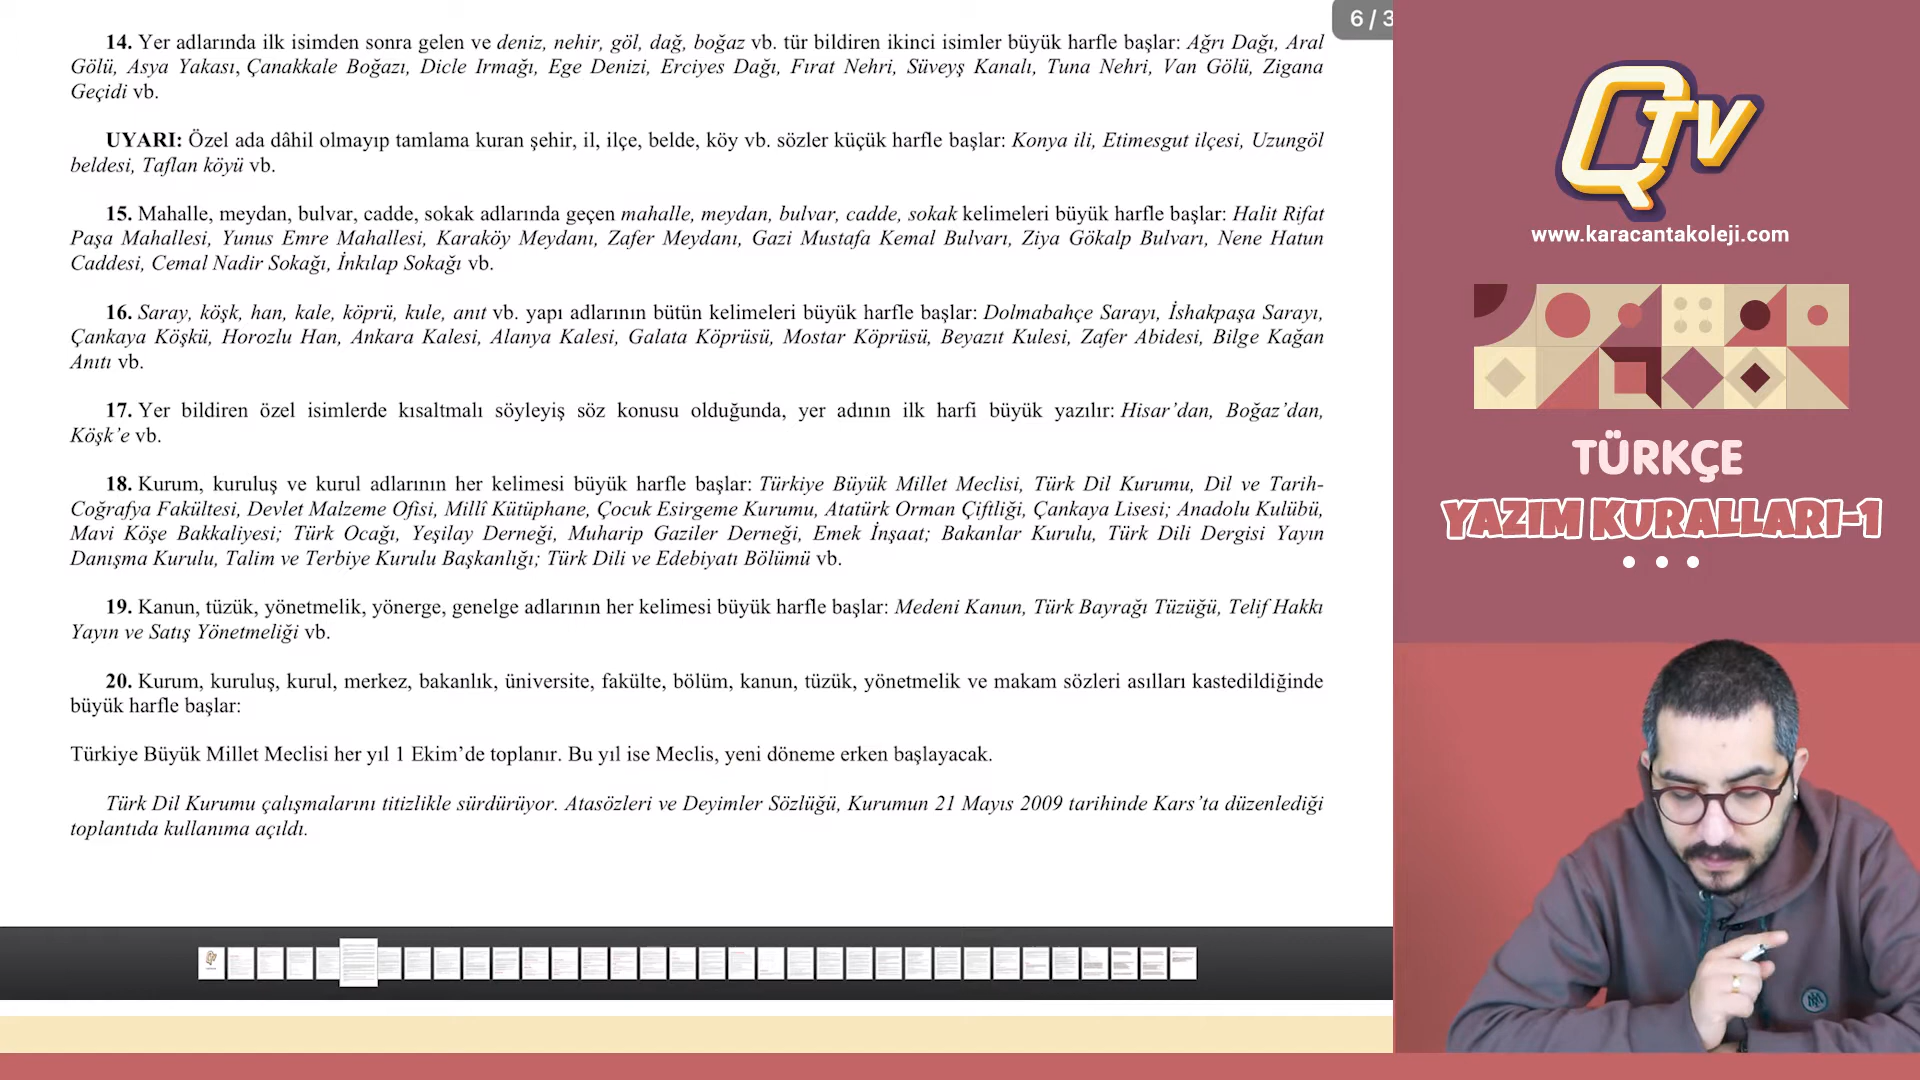 14. Yer adlarında ilk isimden sonra gelen ve deniz, nehir, göl, dağ, boğaz vb. tür bildiren ikinci isimler büyük harfle başlar: Ağrı Dağı, Aral
Gölü, Asya Yakası, Çanakkale Boğazı, Dicle Irmağı, Ege Denizi, Erciyes Dağı, Fırat Nehri, Süveyş Kanalı, Tuna Nehri, Van Gölü, Zigana
Geçidi vb.
UYARI: Özel ada dâhil olmayıp tamlama kuran şehir, il, ilçe, belde, köy vb. sözler küçük harfle başlar: Konya ili, Etimesgut ilçesi, Uzungöl
beldesi, Taflan köyü vb.
15. Mahalle, meydan, bulvar, cadde, sokak adlarında geçen mahalle, meydan, bulvar, cadde, sokak kelimeleri büyük harfle başlar: Halit Rifat
Paşa Mahallesi, Yunus Emre Mahallesi, Karaköy Meydanı, Zafer Meydanı, Gazi Mustafa Kemal Bulvarı, Ziya Gökalp Bulvarı, Nene Hatun
Caddesi, Cemal Nadir Sokağı, İnkılap Sokağı vb.
16. Saray, köşk, han, kale, köprü, kule, anıt vb. yapı adlarının bütün kelimeleri büyük harfle başlar: Dolmabahçe Sarayı, İshakpaşa Sarayı,
Çankaya Köşkü, Horozlu Han, Ankara Kalesi, Alanya Kalesi, Galata Köprüsü, Mostar Köprüsü, Beyazıt Kulesi, Zafer Abidesi, Bilge Kağan
Anıtı vb.
17. Yer bildiren özel isimlerde kısaltmalı söyleyiş söz konusu olduğunda, yer adının ilk harfi büyük yazılır: Hisar’dan, Boğaz’dan,
Köşk’e vb.
18. Kurum, kuruluş ve kurul adlarının her kelimesi büyük harfle başlar: Türkiye Büyük Millet Meclisi, Türk Dil Kurumu, Dil ve Tarih-
Coğrafya Fakültesi, Devlet Malzeme Ofisi, Millî Kütüphane, Çocuk Esirgeme Kurumu, Atatürk Orman Çiftliği, Çankaya Lisesi; Anadolu Kulübü,
Mavi Köşe Bakkaliyesi; Türk Ocağı, Yeşilay Derneği, Muharip Gaziler Derneği, Emek İnşaat; Bakanlar Kurulu, Türk Dili Dergisi Yayın
Danışma Kurulu, Talim ve Terbiye Kurulu Başkanlığı; Türk Dili ve Edebiyatı Bölümü vb.
19. Kanun, tüzük, yönetmelik, yönerge, genelge adlarının her kelimesi büyük harfle başlar: Medeni Kanun, Türk Bayrağı Tüzüğü, Telif Hakkı
Yayın ve Satış Yönetmeliği vb.
20. Kurum, kuruluş, kurul, merkez, bakanlık, üniversite, fakülte, bölüm, kanun, tüzük, yönetmelik ve makam sözleri asılları kastedildiğinde
büyük harfle başlar:
Türkiye Büyük Millet Meclisi her yıl 1 Ekim’de toplanır. Bu yıl ise Meclis, yeni döneme erken başlayacak.
Türk Dil Kurumu çalışmalarını titizlikle sürdürüyor. Atasözleri ve Deyimler Sözlüğü, Kurumun 21 Mayıs 2009 tarihinde Kars’ta düzenlediği
toplantıda kullanıma açıldı.
6 / 3
QTV
www.karacantakoleji.com
TÜRKÇE
YAZIM KURALLARI-1